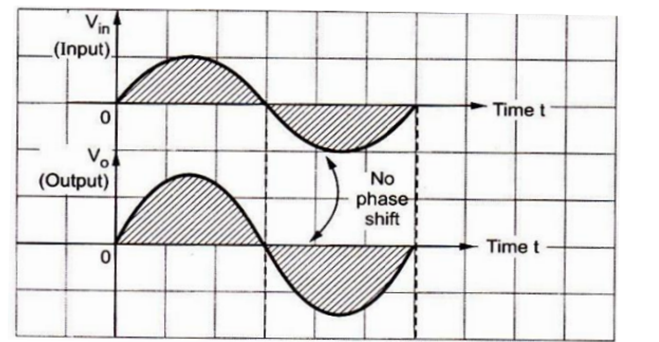 Vin
(Input)
0
Time t
Vo
(Output)
No
phase
shift
0
Time t